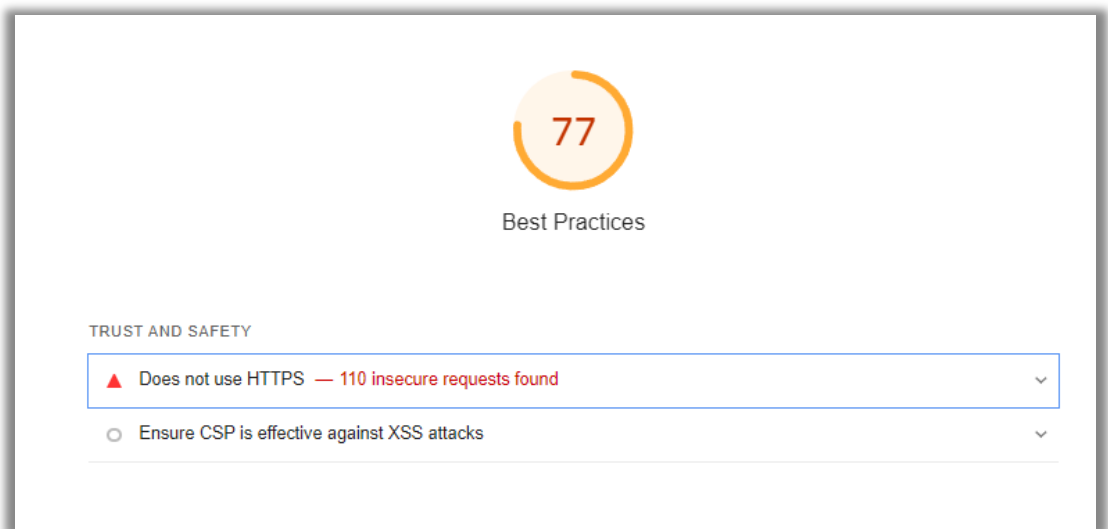 77
Best Practices
TRUST AND SAFETY
Does not use HTTPS — 110 insecure requests found
Ensure CSP is effective against XSS attacks